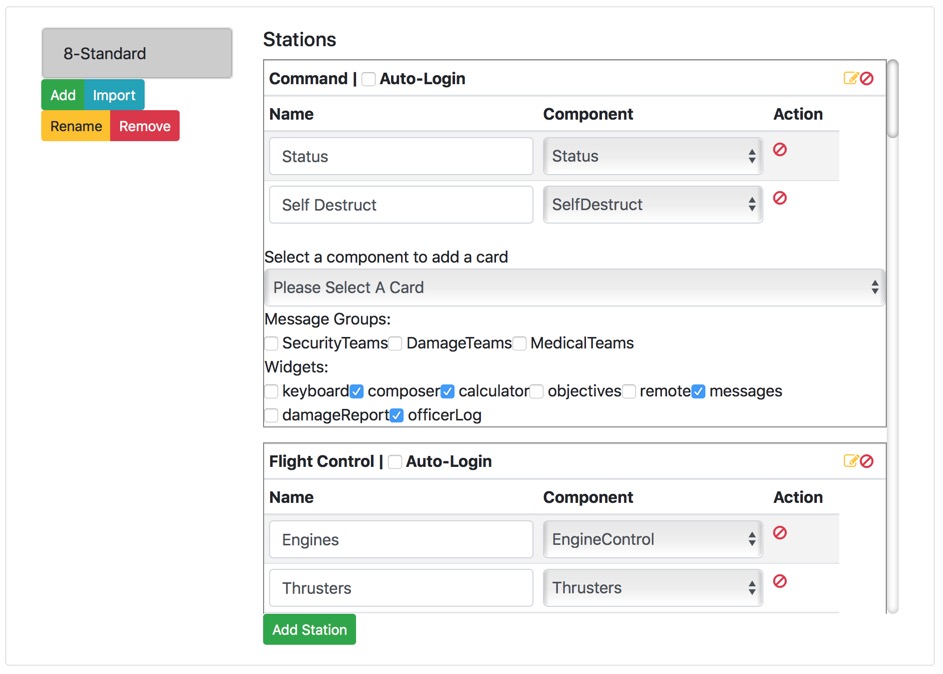 8-Standard
Add Import
Rename Remove
Stations
Command | Auto-Login
Name Component Action
Status Status
Self Destruct SelfDestruct
Select a component to add a card
Please Select A Card
Message Groups:
SecurityTeams DamageTeams MedicalTeams
Widgets:
keyboard composer calculator objectives remote messages
damageReport officerLog
Flight Control | Auto-Login
Name Component Action
Engines EngineControl
Thrusters Thrusters
Add Station